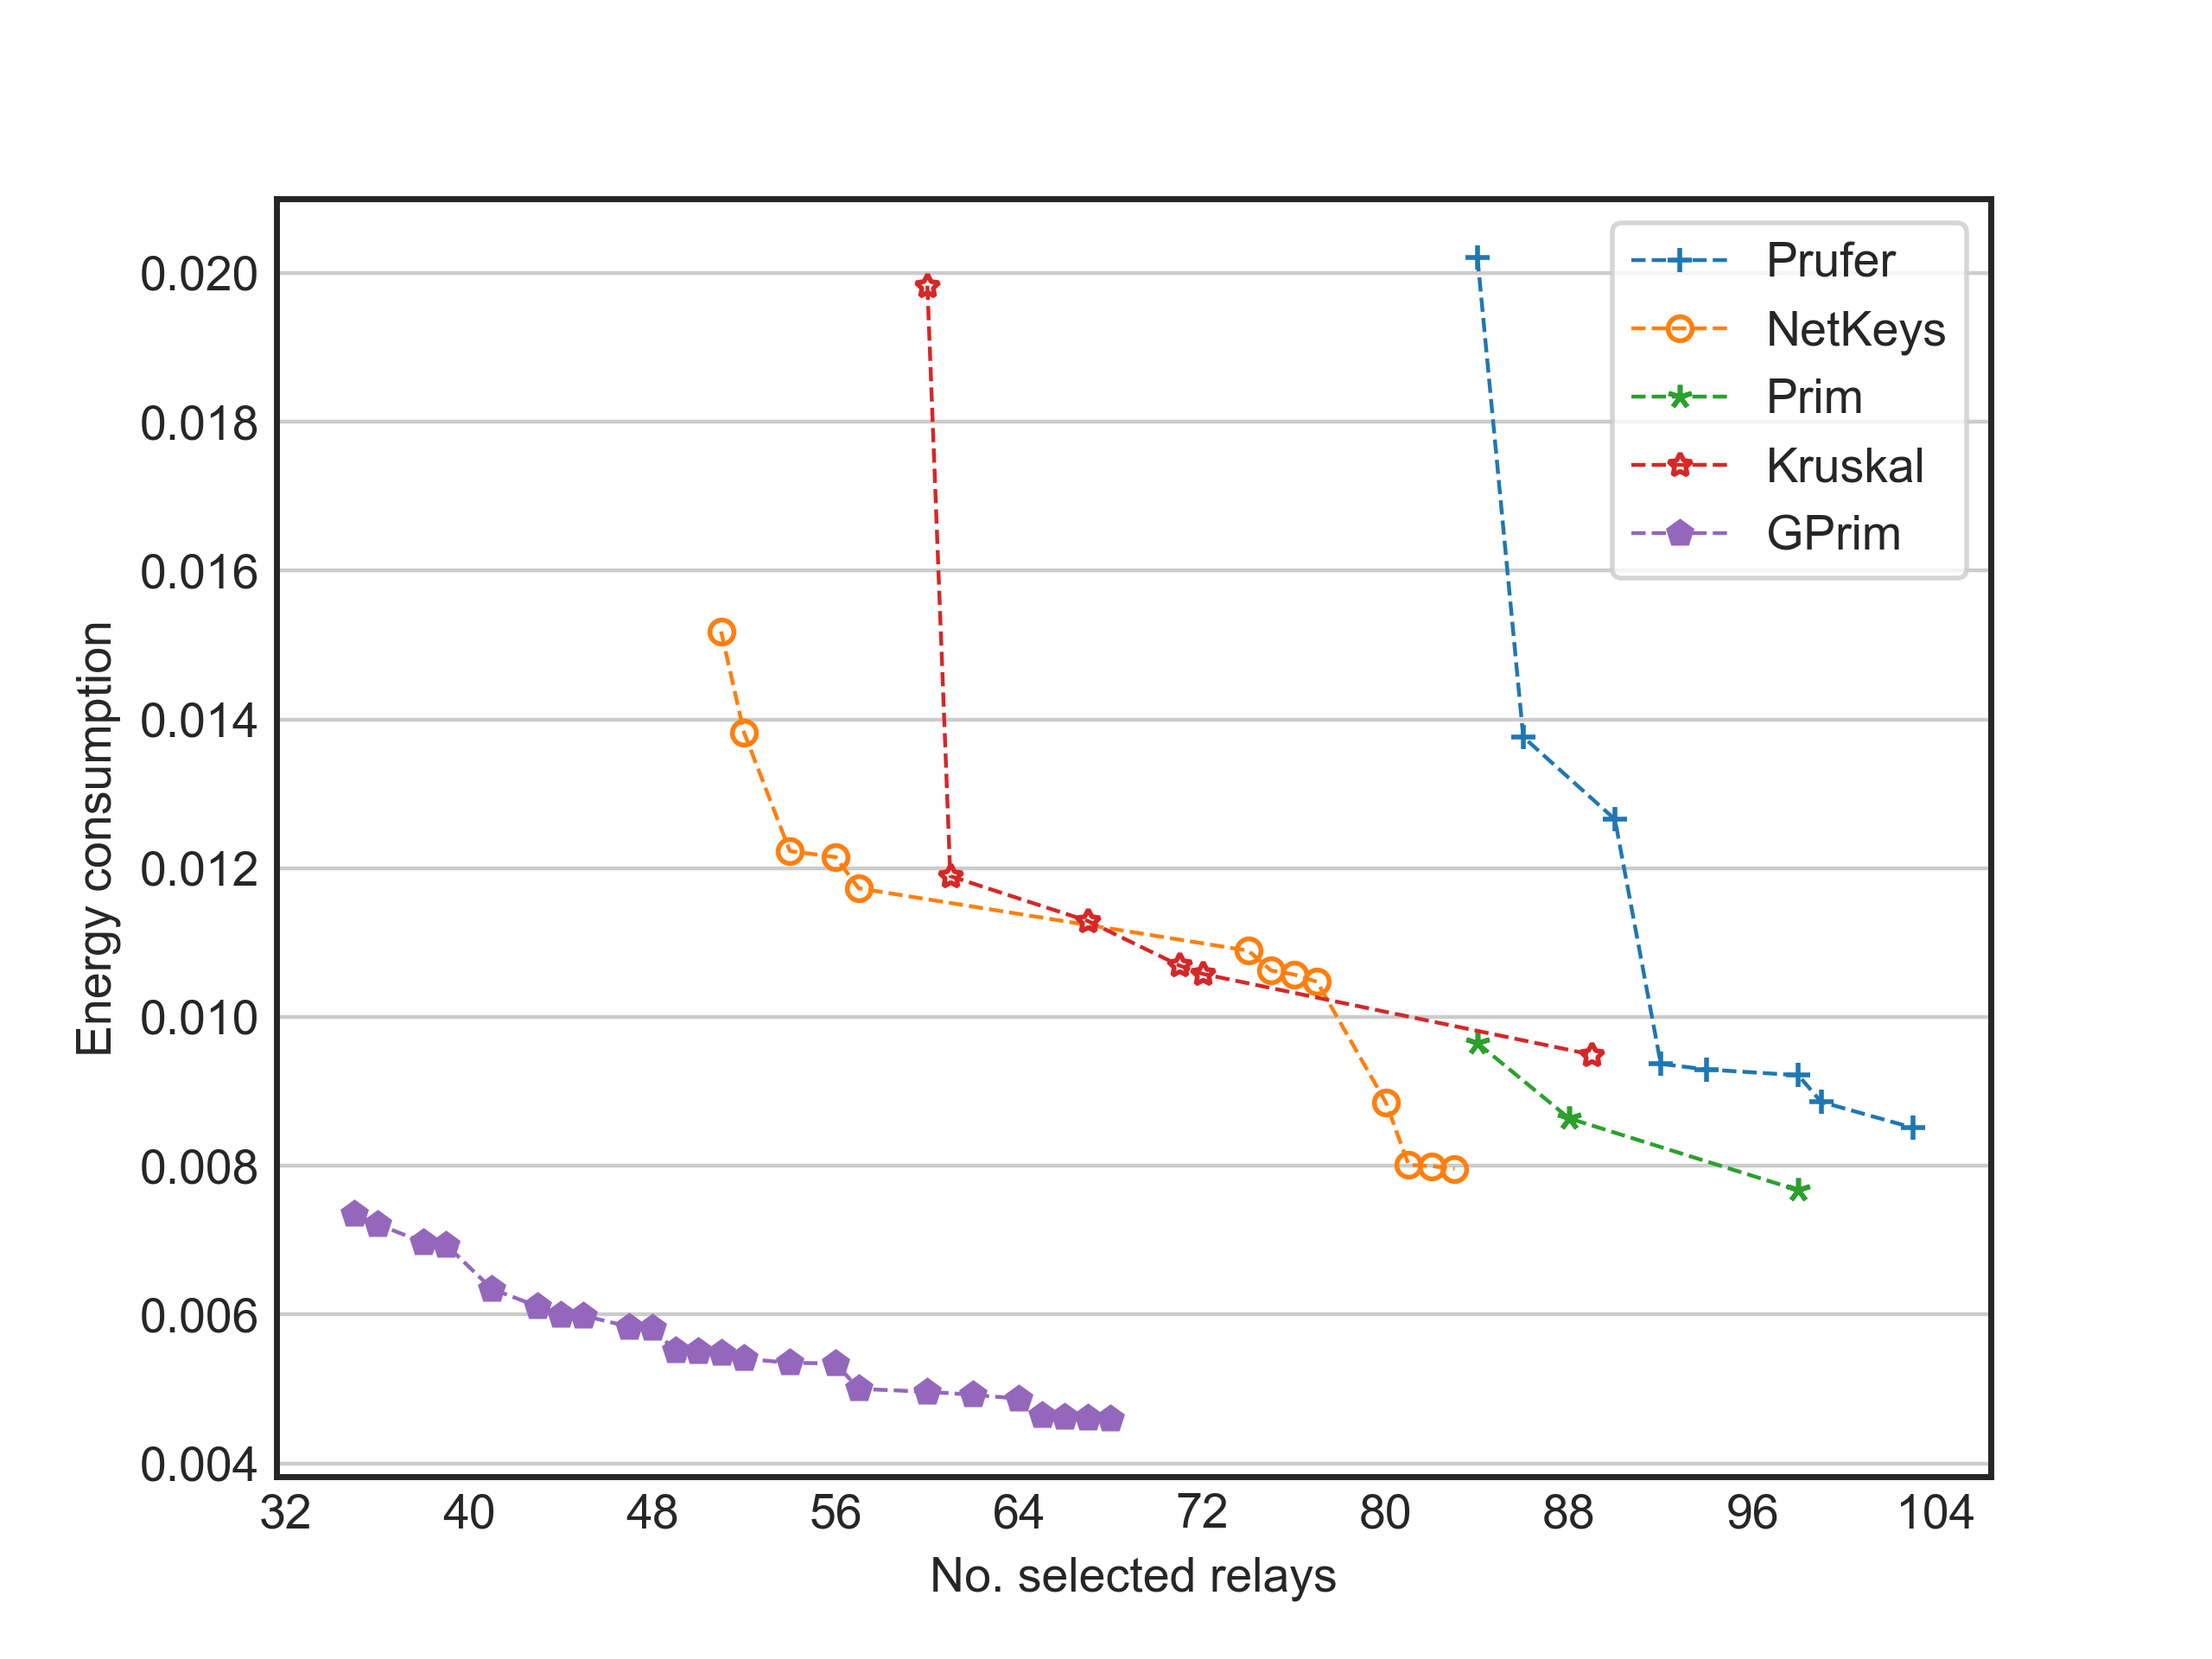 Prufer
NetKeys
Prim
Kruskal
GPrim
0.020
0.018
0.016
0.014
0.012
0.010
0.008
0.006
0.004
Energy consumption
32 40 48 56 64 72 80 88 96 104
No. selected relays